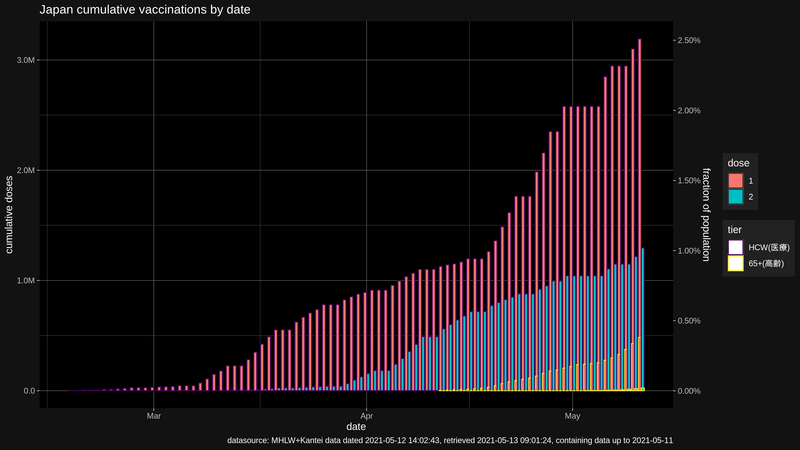 Japan cumulative vaccinations by date
cumulative doses
3.0M
2.0M
1.0M
0.0
2.50%
2.00%
1.50%
1.00%
0.50%
0.00%
fraction of population
Mar
Apr
May
date
dose
1
2
tier
HCW(医療)
65+(高齢)
datasource: MHLW+Kantei data dated 2021-05-12 14:02:43, retrieved 2021-05-13 09:01:24, containing data up to 2021-05-11